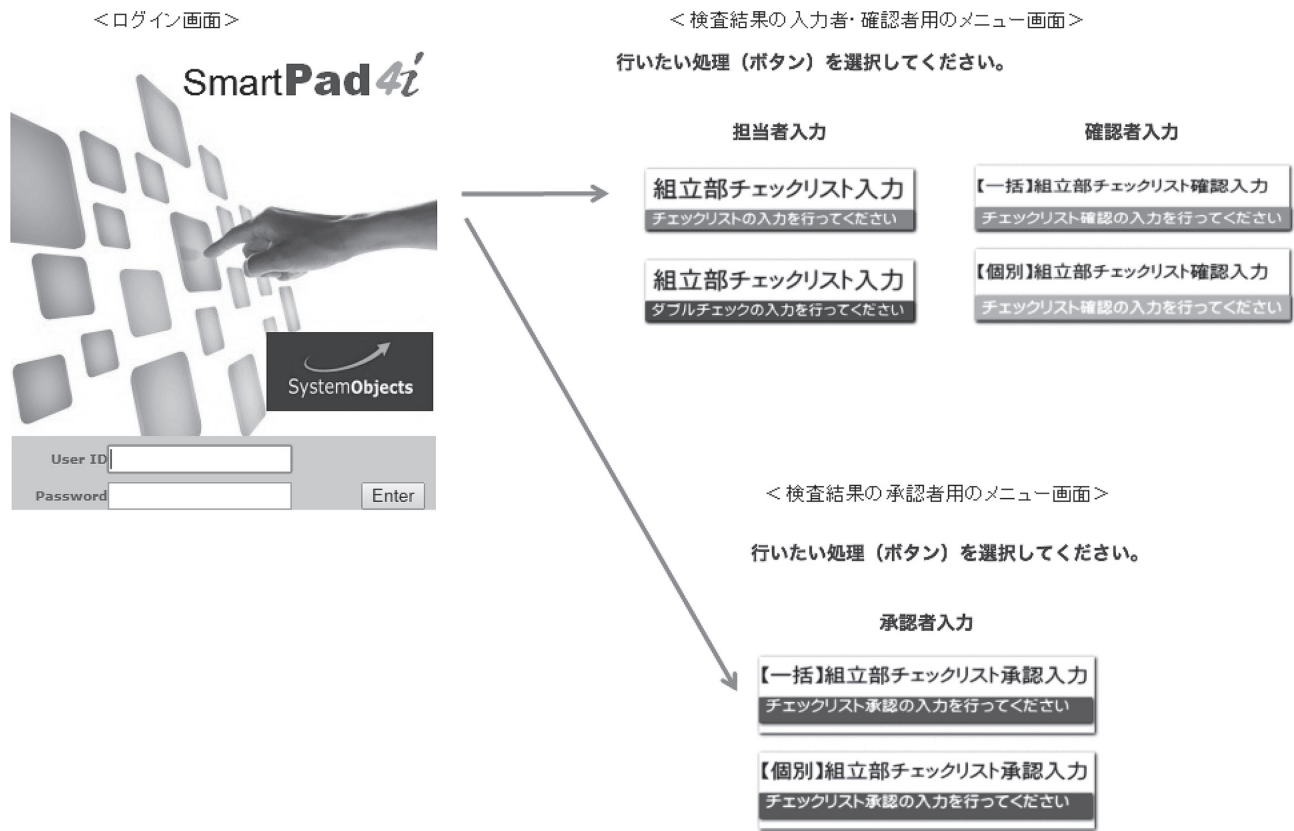 <ログイン画面>
SmartPad4i
SystemObjects
User ID
Password
Enter
<検査結果の入力者・確認者用のメニュー画面>
行いたい処理（ボタン）を選択してください。
担当者入力
組立部チェックリスト入力
チェックリストの入力を行ってください
組立部チェックリスト入力
ダブルチェックの入力を行ってください
確認者入力
【一括】組立部チェックリスト確認入力
チェックリスト確認の入力を行ってください
【個別】組立部チェックリスト確認入力
チェックリスト確認の入力を行ってください
<検査結果の承認者用のメニュー画面>
行いたい処理（ボタン）を選択してください。
承認者入力
【一括】組立部チェックリスト承認入力
チェックリスト承認の入力を行ってください
【個別】組立部チェックリスト承認入力
チェックリスト承認の入力を行ってください